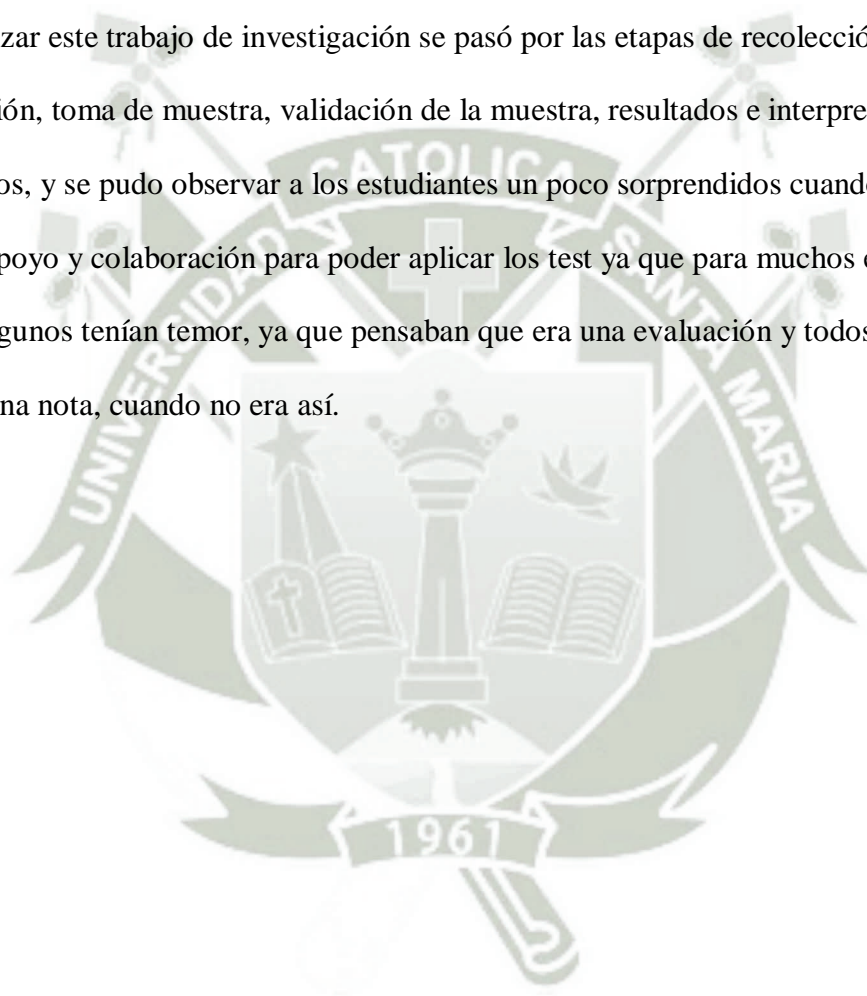 zar este trabajo de investigación se pasó por las etapas de recolecció
ión, toma de muestra, validación de la muestra, resultados e interpre
os, y se pudo observar a los estudiantes un poco sorprendidos cuand
poyo y colaboración para poder aplicar los test ya que para muchos e
lgunos tenían temor, ya que pensaban que era una evaluación y todos
na nota, cuando no era así.
UNIVERSIDAD CATOLICA SANTA MARIA
1961